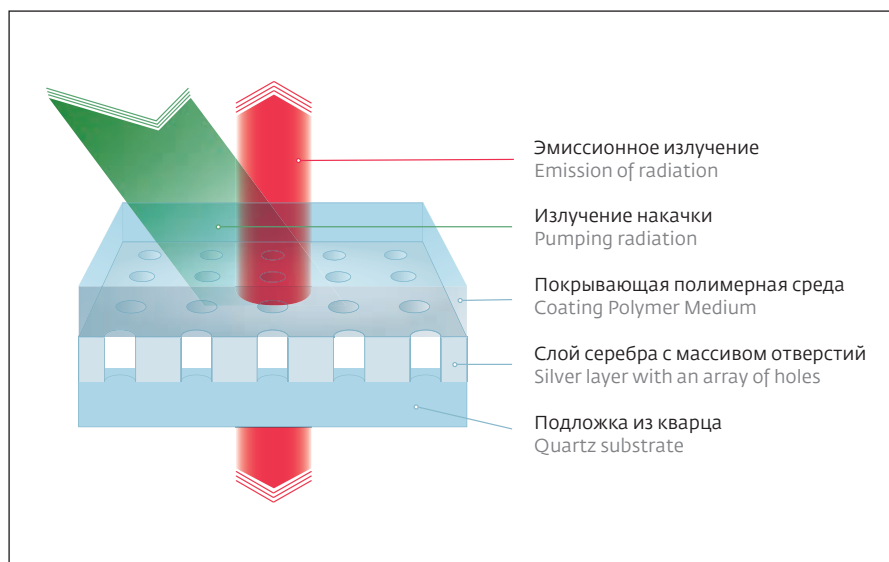 Эмиссионное излучение
Emission of radiation
Излучение накачки
Pumping radiation
Покрывающая полимерная среда
Coating Polymer Medium
Слой серебра с массивом отверстий
Silver layer with an array of holes
Подложка из кварца
Quartz substrate